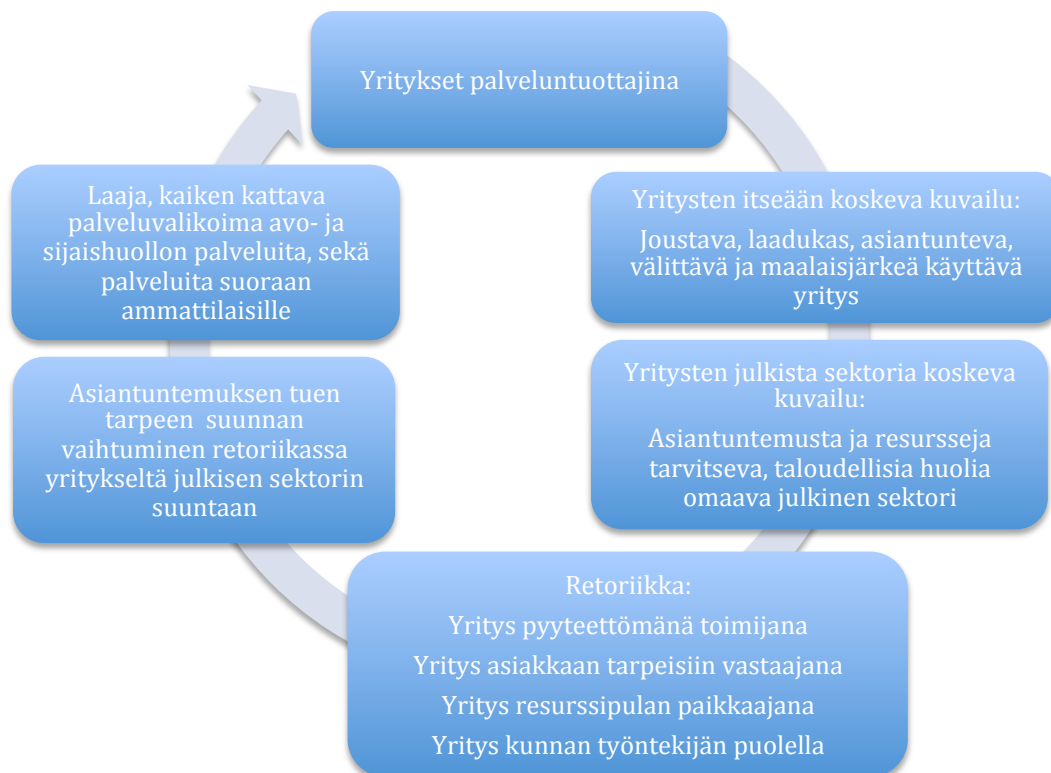 Yritykset palveluntuottajina
Yritysten itseään koskeva kuvailu:
Joustava, laadukas, asiantunteva,
välittävä ja maalaisjärkeä käyttävä
yritys
Yritysten julkista sektoria koskeva
kuvailu:
Asiantuntemusta ja resursseja
tarvitseva, taloudellisia huolia
omaava julkinen sektori
Retoriikka:
Yritys pyyteettömänä toimijana
Yritys asiakkaan tarpeisiin vastaajana
Yritys resurssipulan paikkaajana
Yritys kunnan työntekijän puolella
Asiantuntemuksen tuen
tarpeen suunnan
vaihtuminen retoriikassa
yritykseltä julkisen sektorin
suuntaan
Laaja, kaiken kattava
palveluvalikoima avo- ja
sijaishuollon palveluita, sekä
palveluita suoraan
ammattilaisille